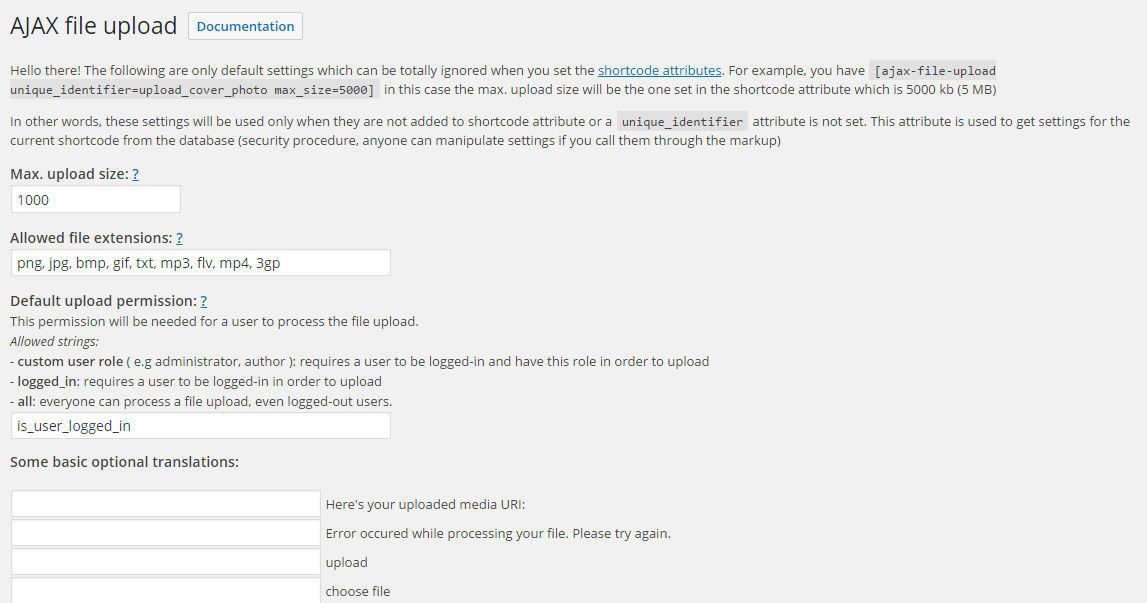 AJAX file upload Documentation
Hello there! The following are only default settings which can be totally ignored when you set the shortcode attributes. For example, you have [ajax-file-upload
unique_identifier=upload_cover_photo max_size=5000] in this case the max. upload size will be the one set in the shortcode attribute which is 5000 kb (5 MB)
In other words, these settings will be used only when they are not added to shortcode attribute or a unique_identifier attribute is not set. This attribute is used to get settings for the
current shortcode from the database (security procedure, anyone can manipulate settings if you call them through the markup)
Max. upload size: ?
1000
Allowed file extensions: ?
png, jpg, bmp, gif, txt, mp3, flv, mp4, 3gp
Default upload permission: ?
This permission will be needed for a user to process the file upload.
Allowed strings:
- custom user role ( e.g administrator, author ): requires a user to be logged-in and have this role in order to upload
- logged_in: requires a user to be logged-in in order to upload
- all: everyone can process a file upload, even logged-out users.
is_user_logged_in
Some basic optional translations:
Here's your uploaded media URI:
Error occured while processing your file. Please try again.
upload
choose file